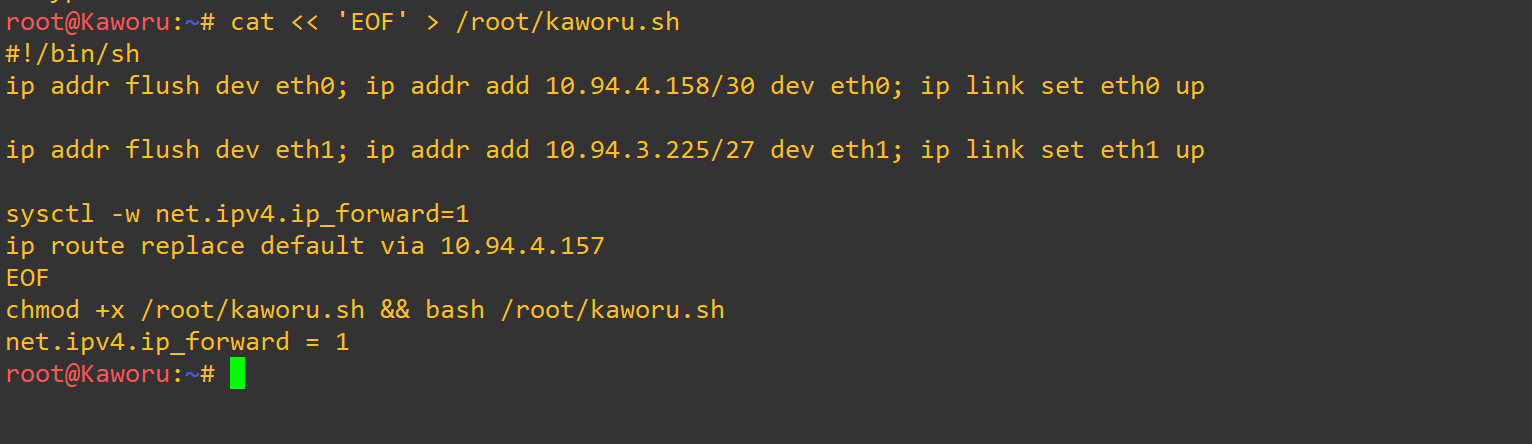 root@Kaworu:~# cat << 'EOF' > /root/kaworu.sh
#!/bin/sh
ip addr flush dev eth0; ip addr add 10.94.4.158/30 dev eth0; ip link set eth0 up
ip addr flush dev eth1; ip addr add 10.94.3.225/27 dev eth1; ip link set eth1 up
sysctl -w net.ipv4.ip_forward=1
ip route replace default via 10.94.4.157
EOF
chmod +x /root/kaworu.sh && bash /root/kaworu.sh
net.ipv4.ip_forward = 1
root@Kaworu:~#